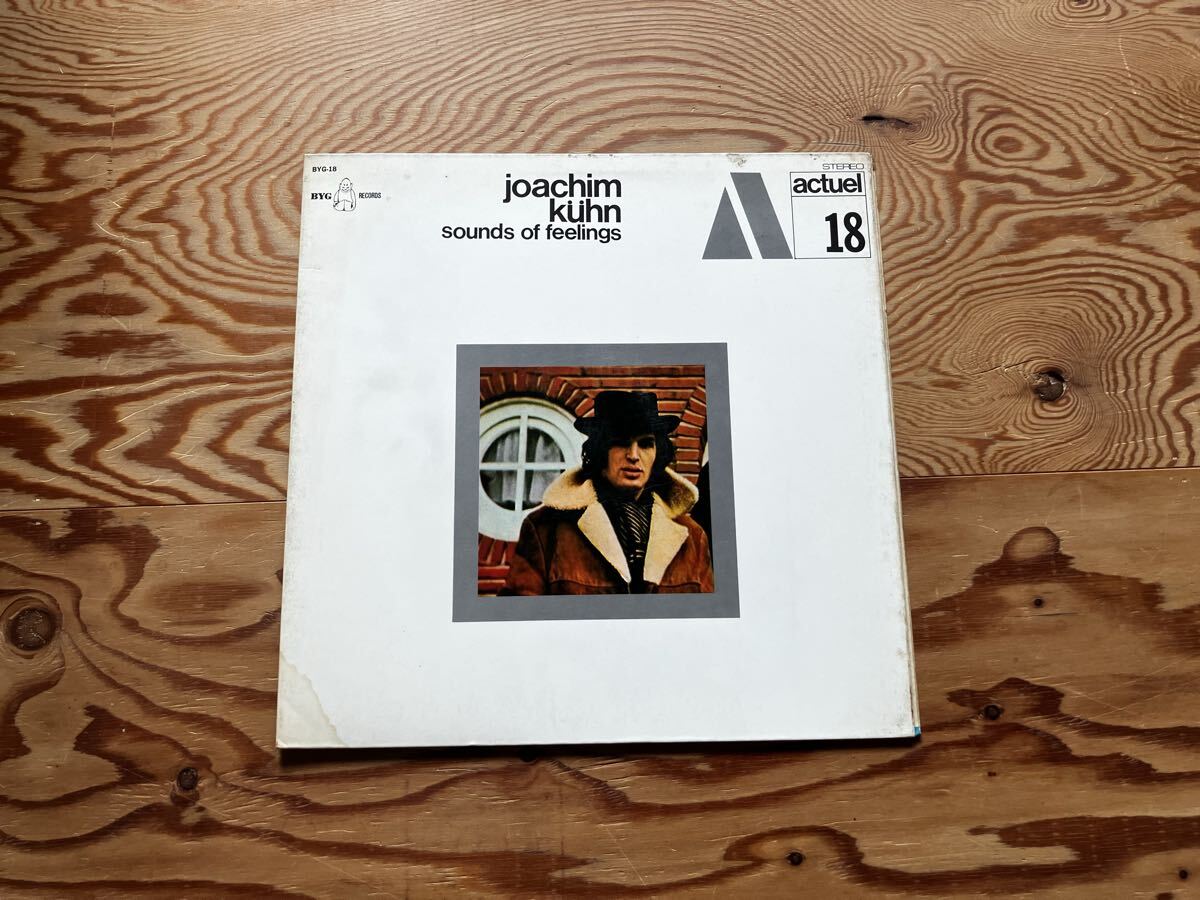 BYG-18
BYG RECORDS
joachim
kühn
sounds of feelings
STEREO
actuel
18